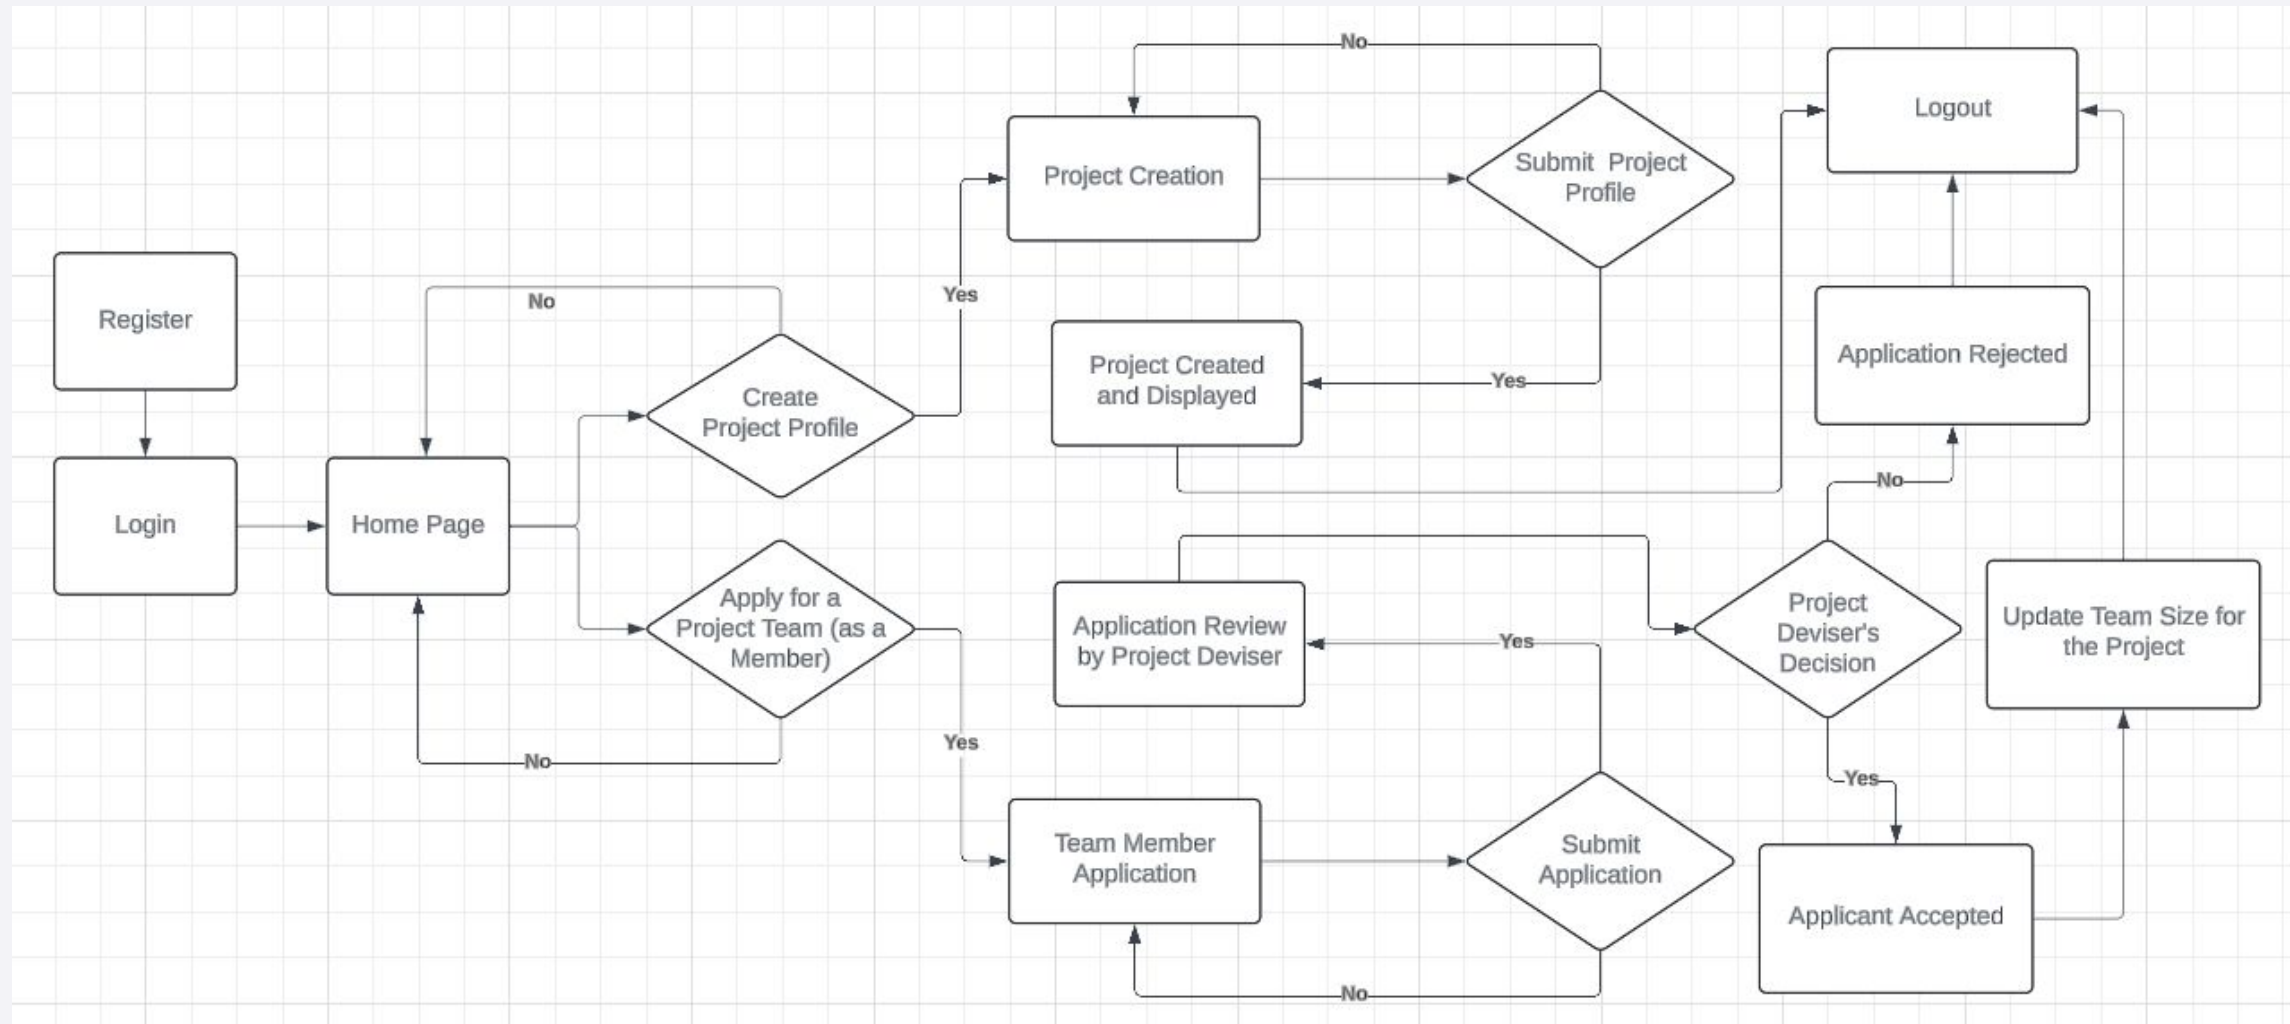 No
Logout
Submit  Project
Profile
Project Creation
Yes
No
Register
Project Created
and Displayed
Yes
Application Rejected
Create
Project Profile
No
Login
Home Page
Apply for a
Project Team (as a
Member)
Application Review
by Project Deviser
Yes
Project
Deviser's
Decision
Update Team Size for
the Project
Yes
No
Yes
Team Member
Application
Submit
Application
Applicant Accepted
No